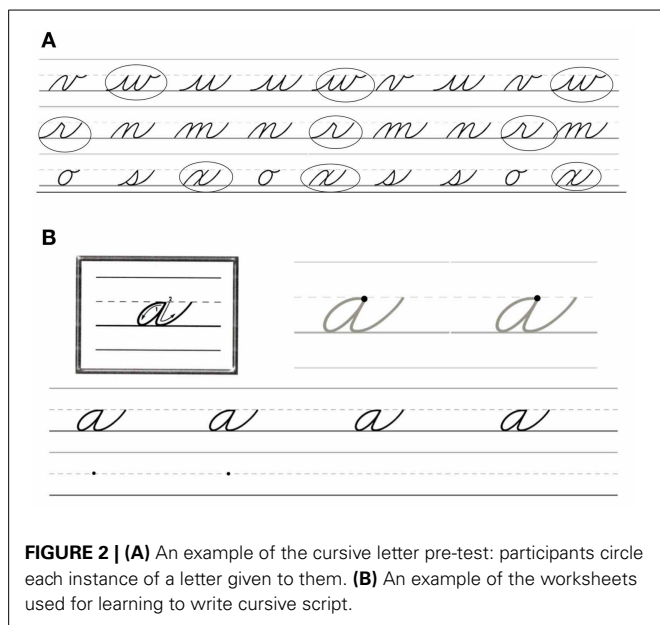 A
v w u u w v u v w
r n m n r m n r m
o s x o x s s o x
B
a a a
a a a a
FIGURE 2 | (A) An example of the cursive letter pre-test: participants circle
each instance of a letter given to them. (B) An example of the worksheets
used for learning to write cursive script.